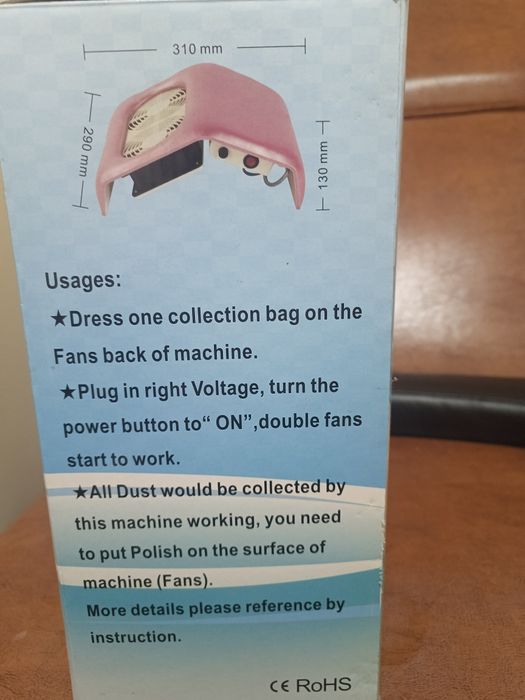 310 mm
290 mm
130 mm
Usages:
★Dress one collection bag on the
Fans back of machine.
★Plug in right Voltage, turn the
power button to“ ON”,double fans
start to work.
★All Dust would be collected by
this machine working, you need
to put Polish on the surface of
machine (Fans).
More details please reference by
instruction.
CE RoHS